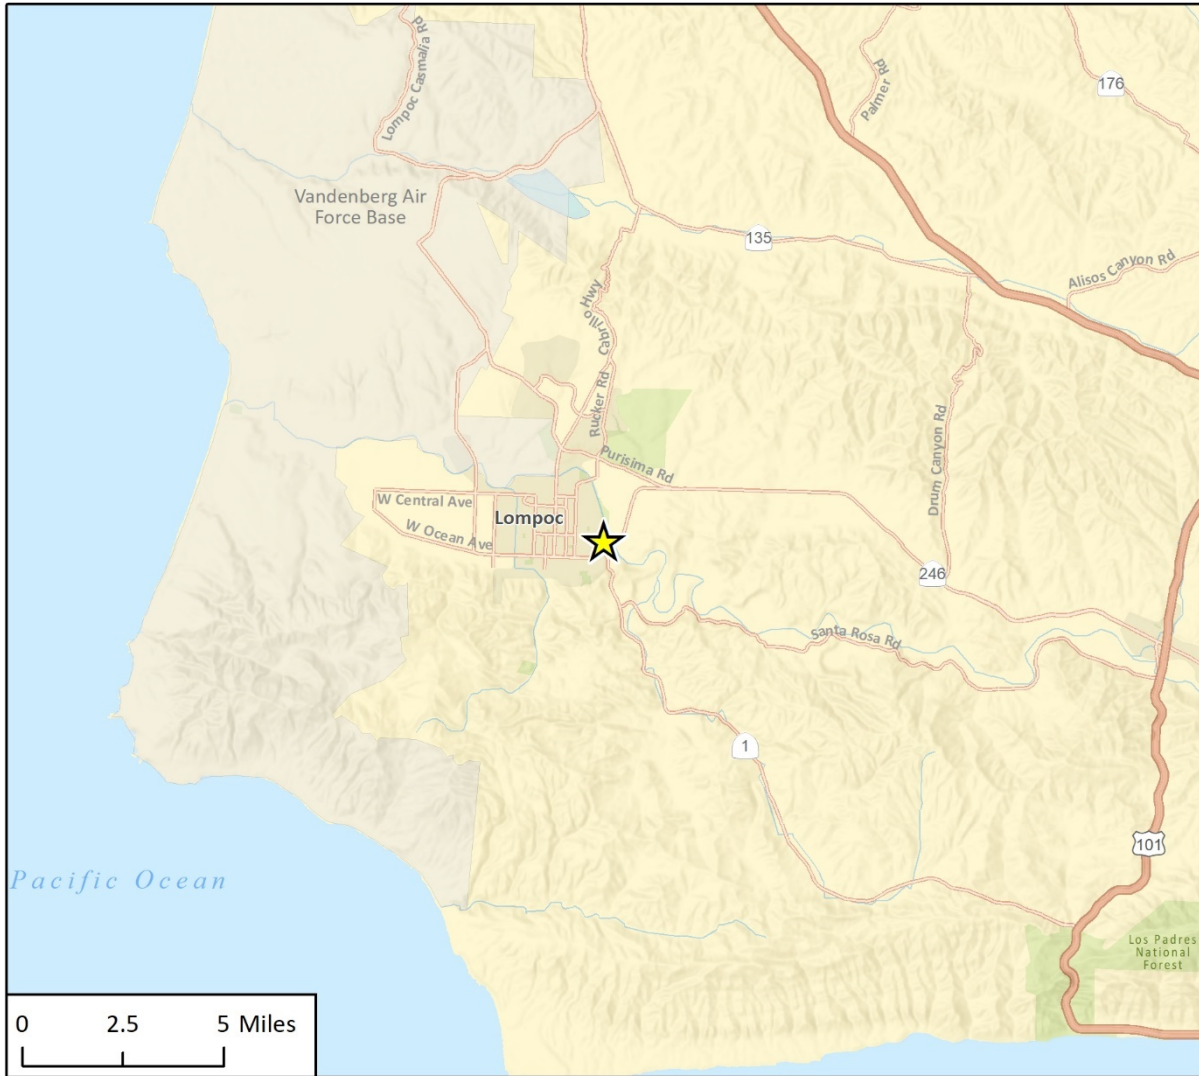 Lompoc Casmalia Rd
Palmer Rd
176
Vandenberg Air
Force Base
135
Alisos Canyon Rd
Cabrillo Hwy
Rucker Rd
Drum Canyon Rd
Purisima Rd
W Central Ave
Lompoc
W Ocean Ave
246
Santa Rosa Rd
1
101
Pacific Ocean
Los Padres
National
Forest
0 2.5 5 Miles